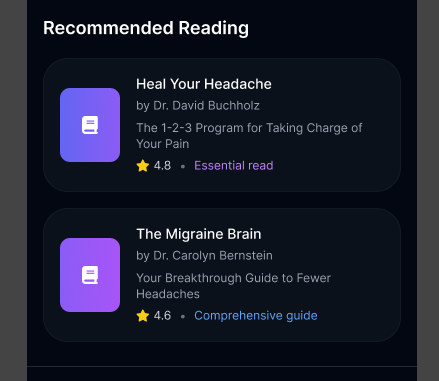 Recommended Reading
Heal Your Headache
by Dr. David Buchholz
The 1-2-3 Program for Taking Charge of
Your Pain
4.8 • Essential read
The Migraine Brain
by Dr. Carolyn Bernstein
Your Breakthrough Guide to Fewer
Headaches
4.6 • Comprehensive guide